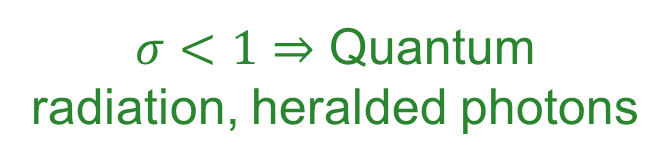 σ < 1 ⇒ Quantum
radiation, heralded photons